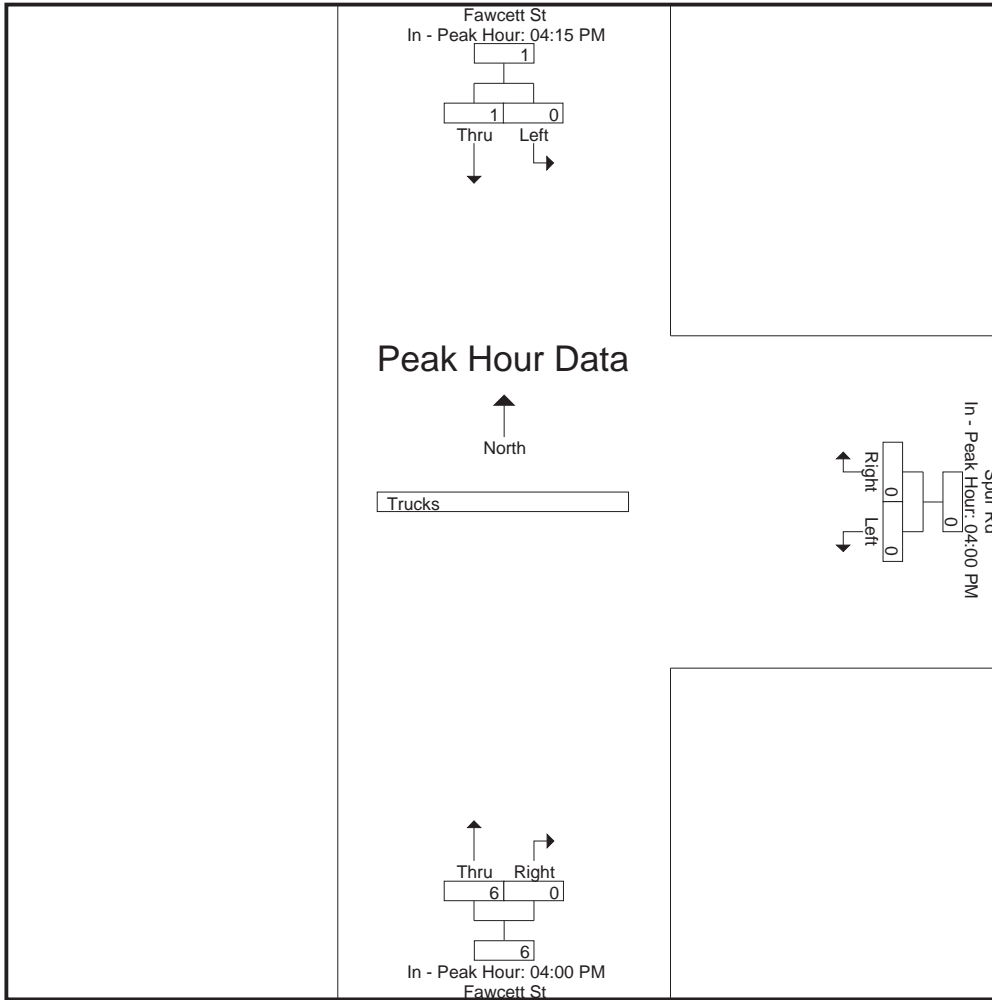 Fawcett St
In - Peak Hour: 04:15 PM
1
1 0
Thru Left
Peak Hour Data
North
Trucks
In - Peak Hour: 04:00 PM
0
0 0
Right Left
Thru Right
6 0
6
In - Peak Hour: 04:00 PM
Fawcett St